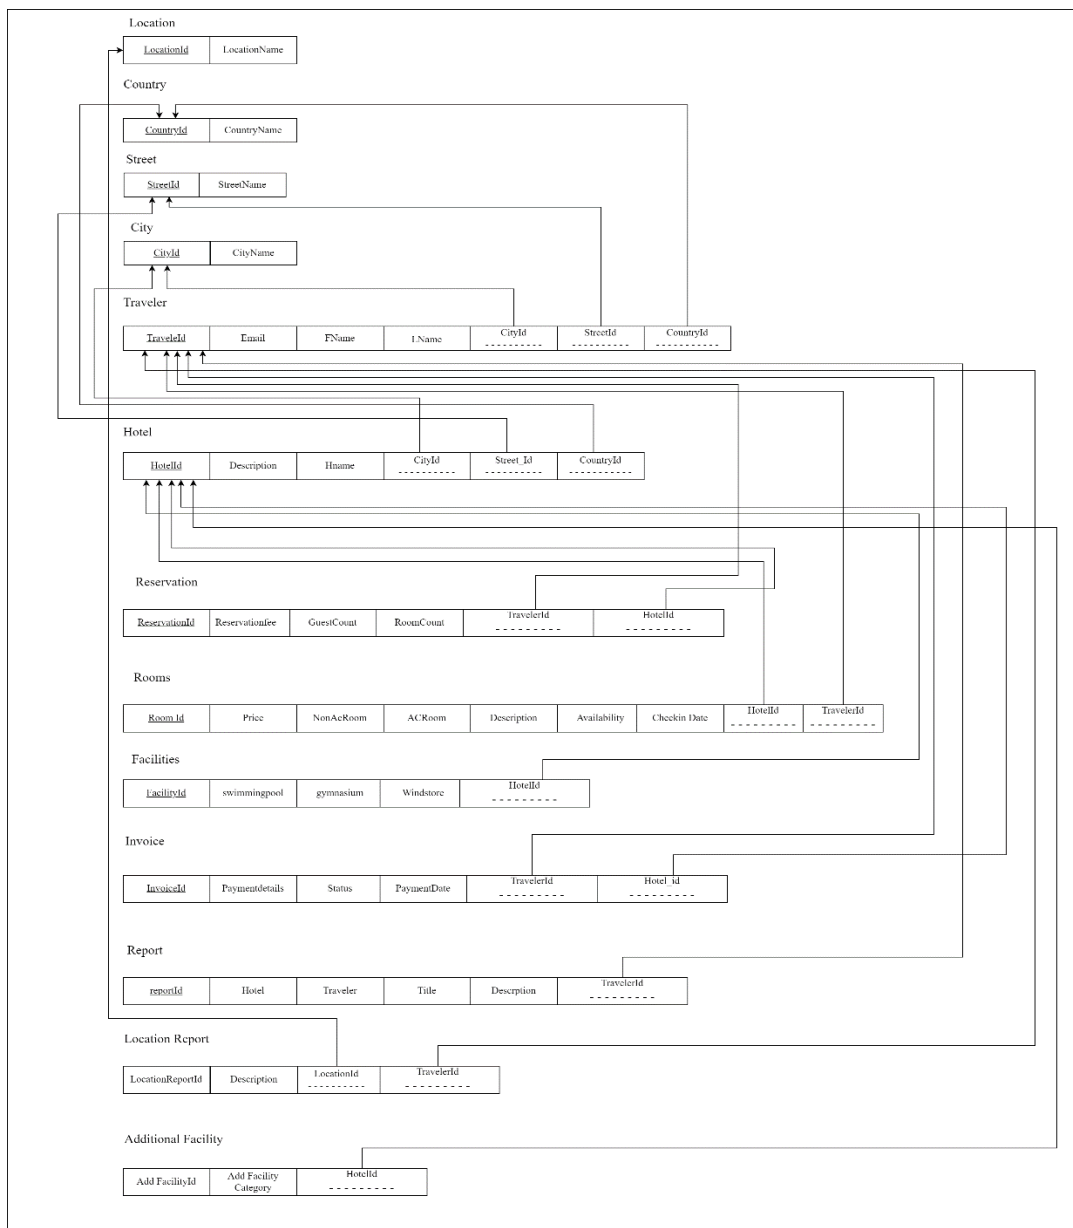 Location
LocationId LocationName
Country
CountryId CountryName
Street
StreetId StreetName
City
CityId CityName
Traveler
TraveleId Email FName LName CityId StreetId CountryId
Hotel
HotelId Description Hname CityId Street_Id CountryId
Reservation
ReservationId Reservationfee GuestCount RoomCount TravelerId HotelId
Rooms
Room Id Price NonAcRoom ACRoom Description Availability Checkin Date HotelId TravelerId
Facilities
FacilityId swimmingpool gymnasium Windstore HotelId
Invoice
InvoiceId Paymentdetails Status PaymentDate TravelerId Hotel_id
Report
reportId Hotel Traveler Title Descrption TravelerId
Location Report
LocationReportId Description LocationId TravelerId
Additional Facility
Add FacilityId Add Facility Category HotelId